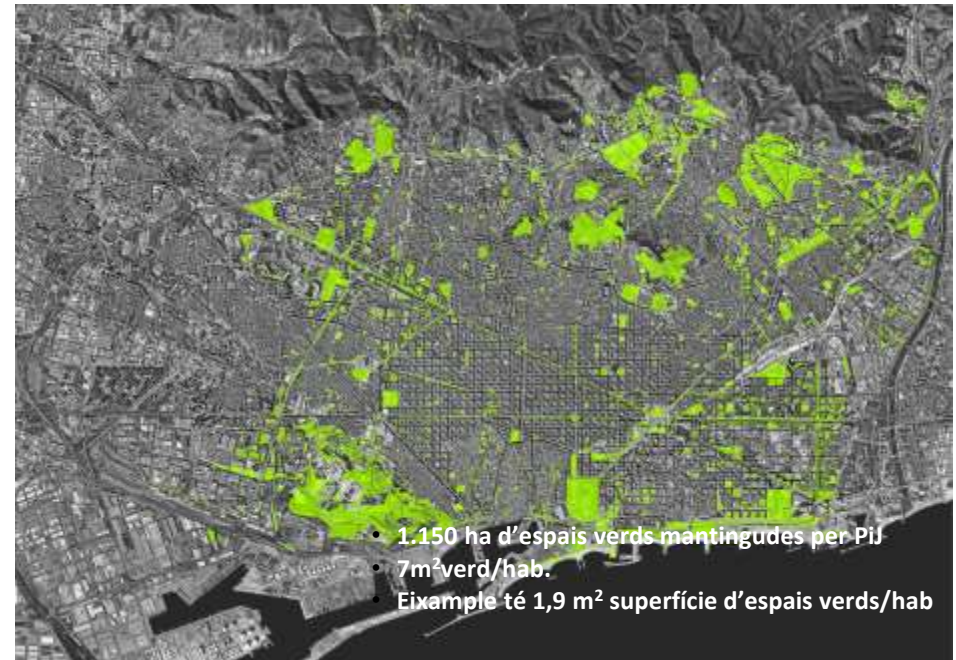 • 1.150 ha d’espais verds mantingudes per PiJ
• 7m²verd/hab.
• Eixample té 1,9 m² superfície d’espais verds/hab